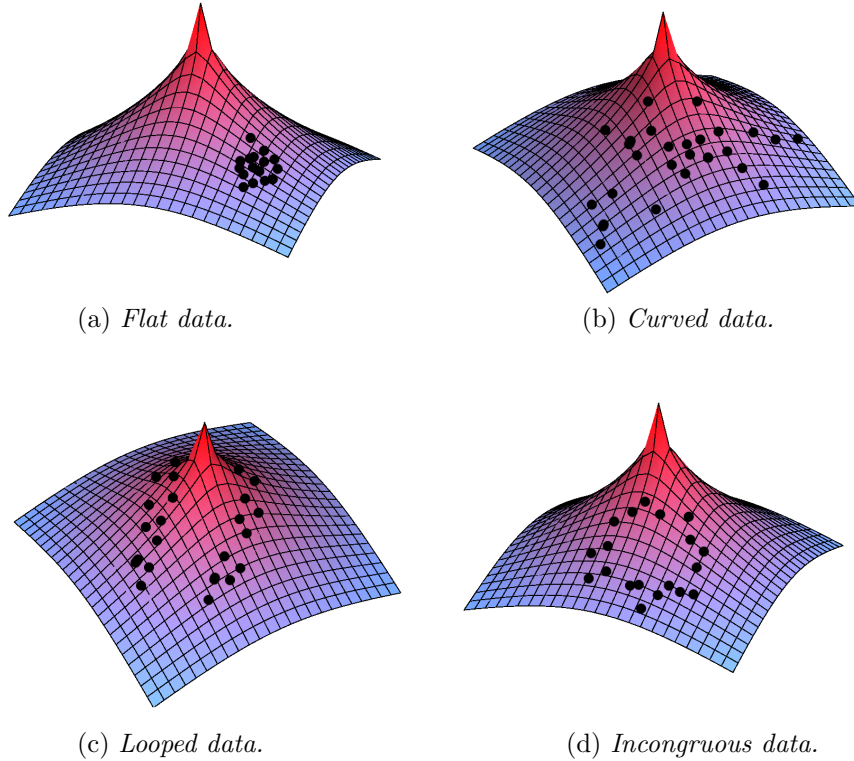 (a) Flat data.
(b) Curved data.
(c) Looped data.
(d) Incongruous data.